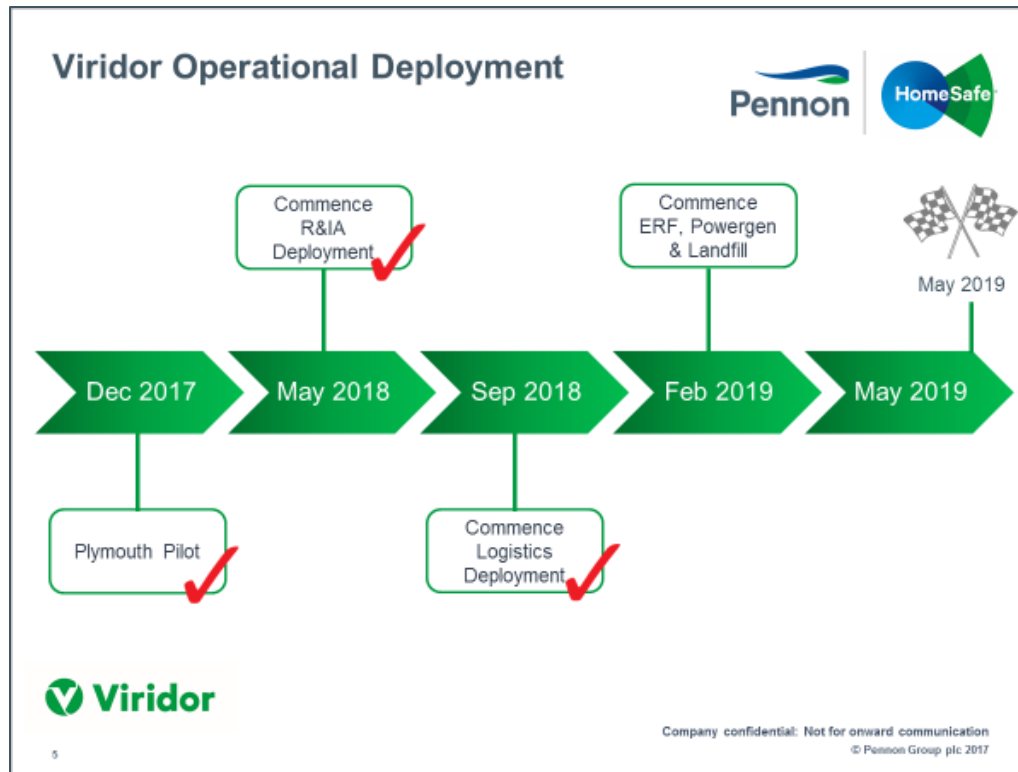 Viridor Operational Deployment
Pennon
HomeSafe
Commence
R&IA
Deployment
Commence
ERF, Powergen
& Landfill
May 2019
Dec 2017
May 2018
Sep 2018
Feb 2019
May 2019
Plymouth Pilot
Commence
Logistics
Deployment
Viridor
Company confidential: Not for onward communication
5
© Pennon Group plc 2017